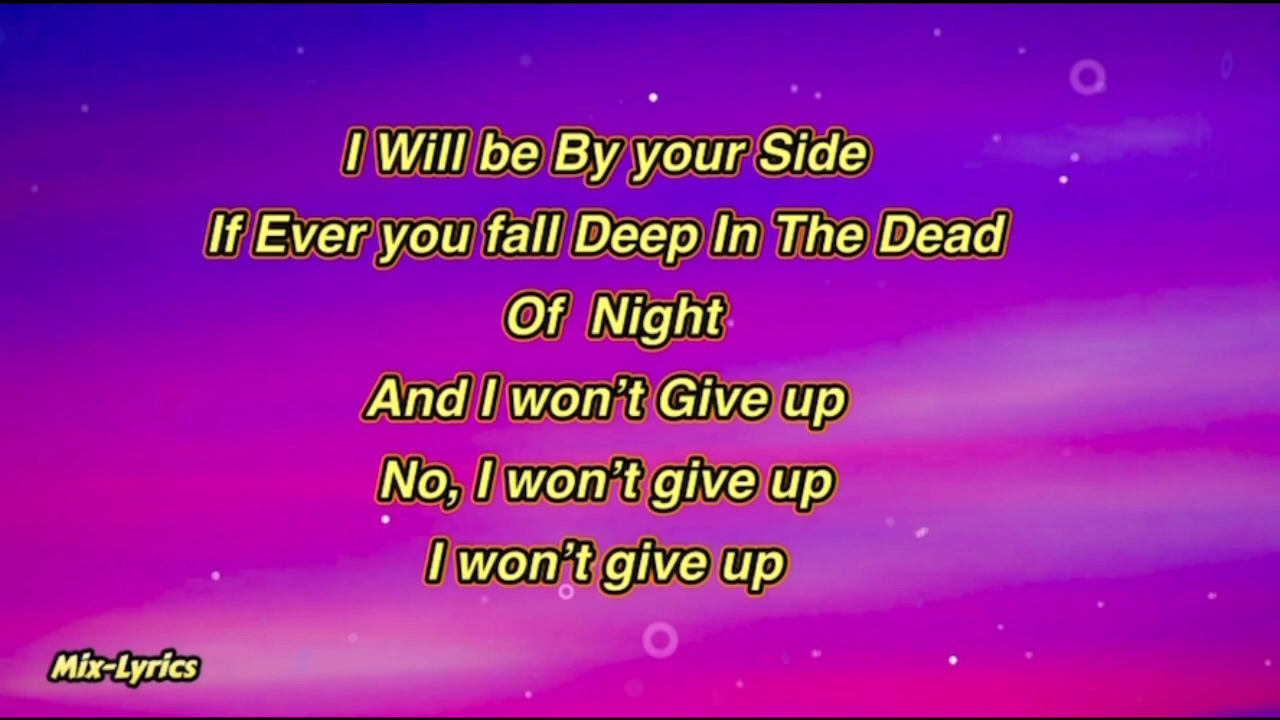 I Will be By your Side
If Ever you fall Deep In The Dead
Of Night
And I won’t Give up
No, I won’t give up
I won’t give up
Mix-Lyrics